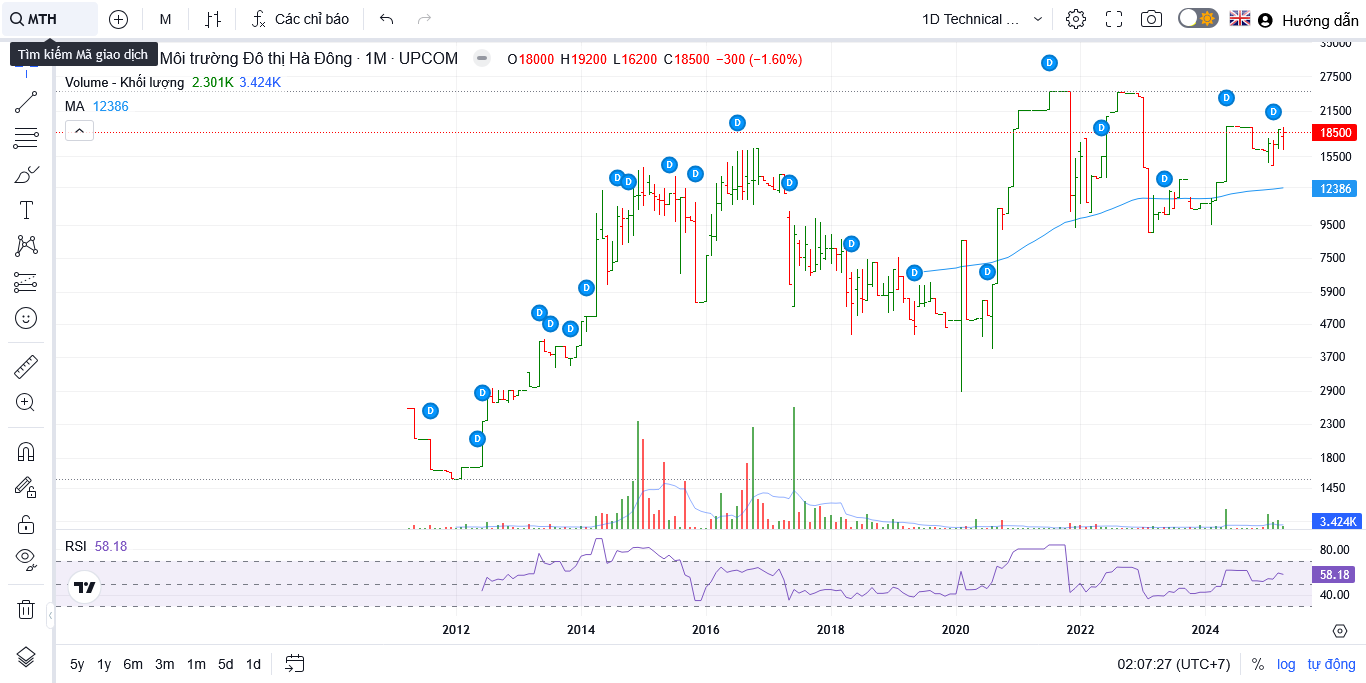 MTH
M
Các chỉ báo
1D Technical ...
Hướng dẫn
Tìm kiếm Mã giao dịch
Môi trường Đô thị Hà Đông · 1M · UPCOM
O18000 H19200 L16200 C18500 −300 (−1.60%)
Volume - Khối lượng 2.301K 3.424K
MA 12386
35000
27500
21500
18500
15500
12386
9500
7500
5900
4700
3700
2900
2300
1800
1450
3.424K
D D D D D D D D D D D D D D D D D D D D D D
RSI 58.18
80.00
58.18
40.00
2012 2014 2016 2018 2020 2022 2024
5y 1y 6m 3m 1m 5d 1d
02:07:27 (UTC+7) % log tự động